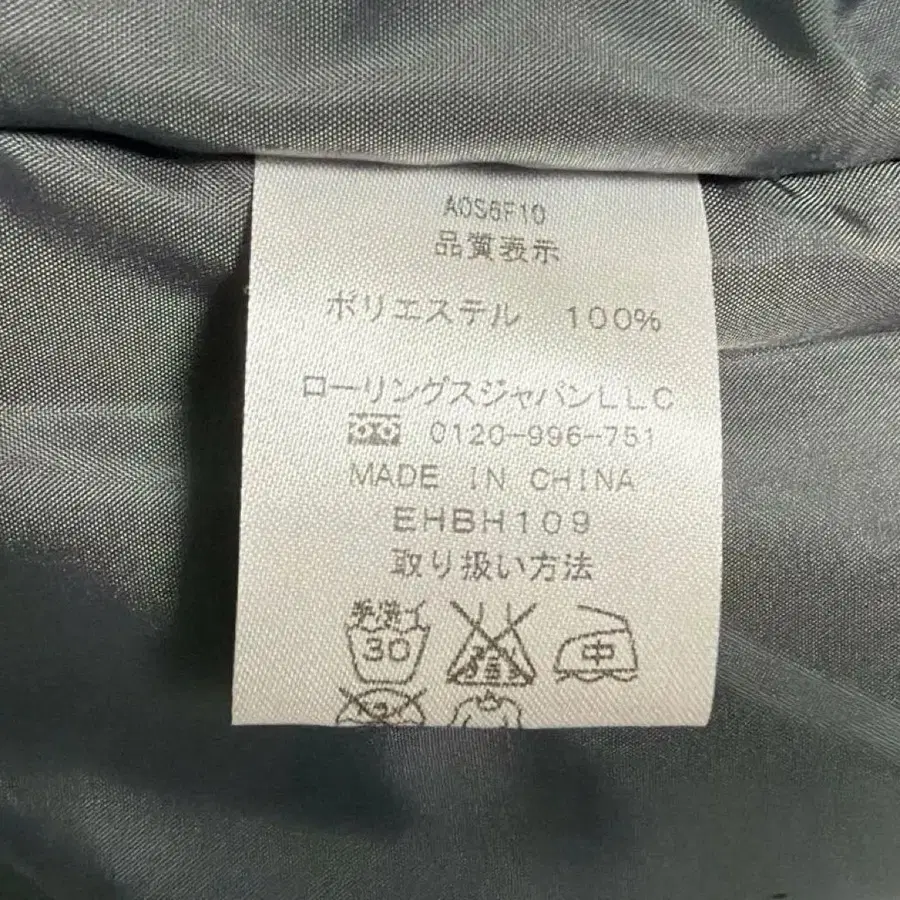 AOS6F10
品質表示
ポリエステル 100%
ローリングスジャパンLLC
0120-996-751
MADE IN CHINA
EHBH109
取り扱い方法
手洗イ
30 中